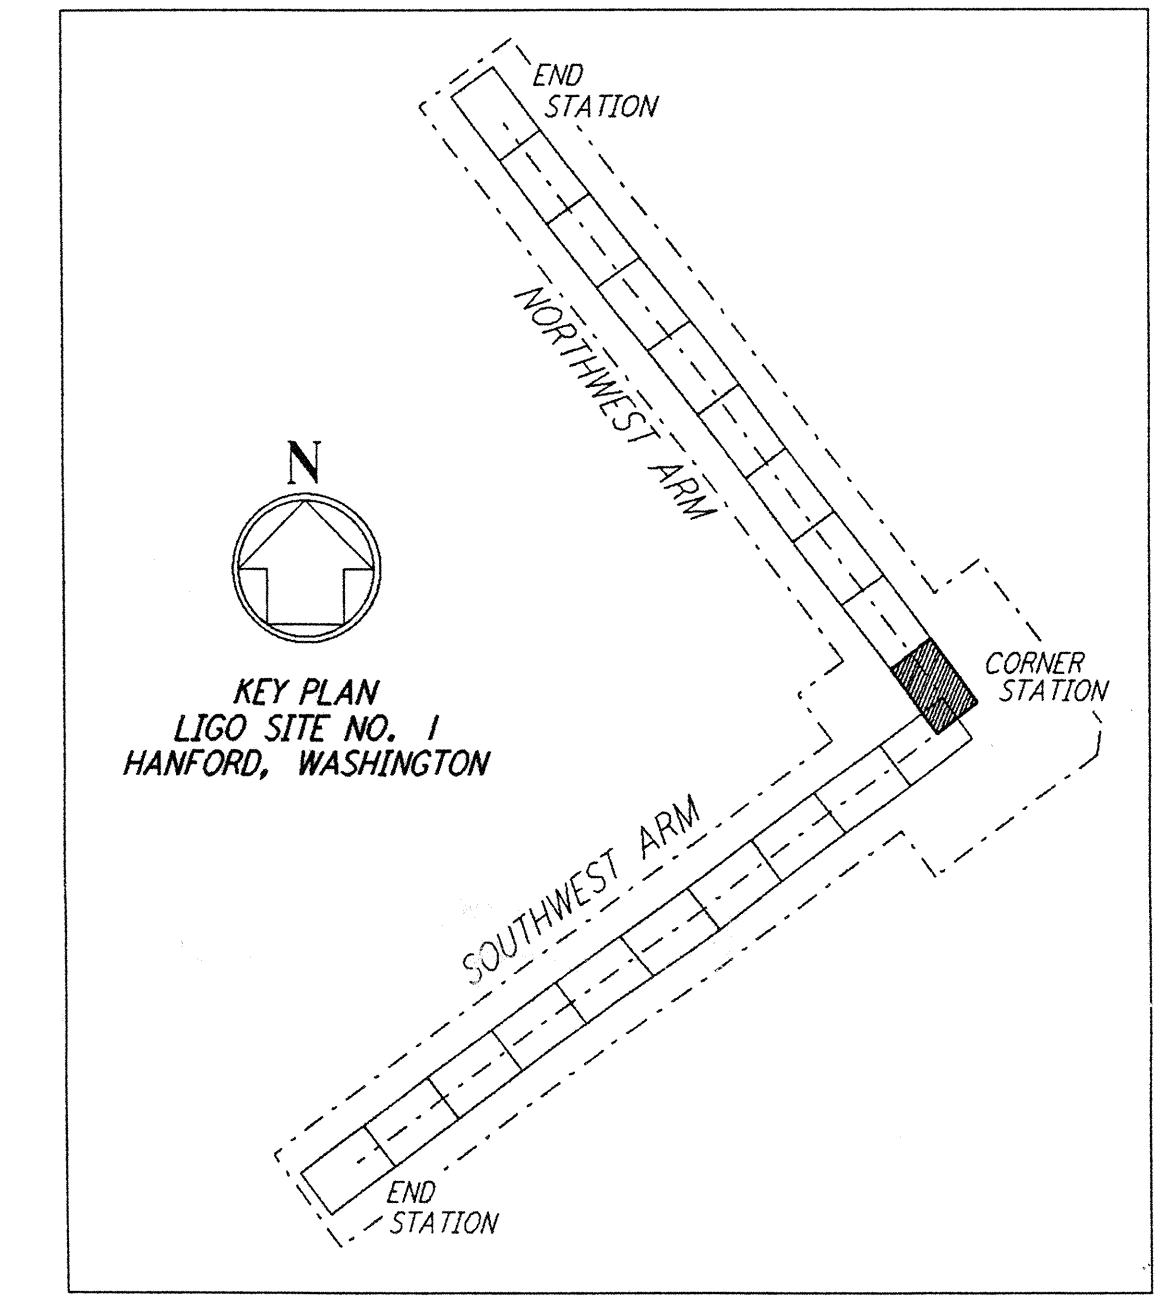 END
STATION
NORTHWEST ARM
N
KEY PLAN
LIGO SITE NO. 1
HANFORD, WASHINGTON
CORNER
STATION
SOUTHWEST ARM
END
STATION